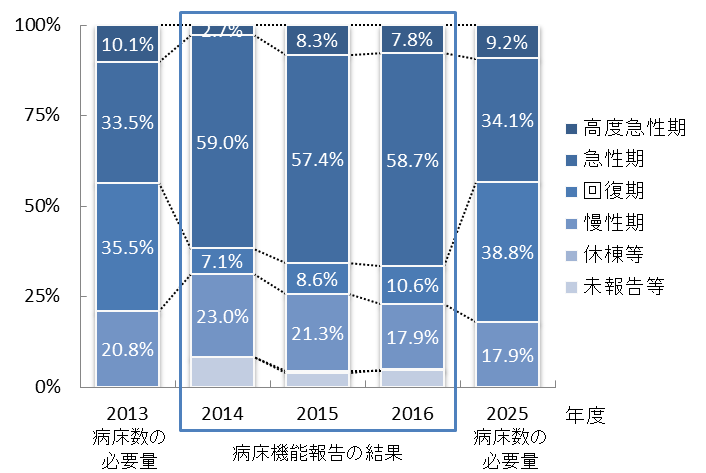 100%
75%
50%
25%
0%
10.1%
33.5%
35.5%
20.8%
2.7%
59.0%
7.1%
23.0%
8.3%
57.4%
8.6%
21.3%
7.8%
58.7%
10.6%
17.9%
9.2%
34.1%
38.8%
17.9%
高度急性期
急性期
回復期
慢性期
休棟等
未報告等
2013
病床数の
必要量
2014
2015
2016
病床機能報告の結果
2025
病床数の
必要量
年度